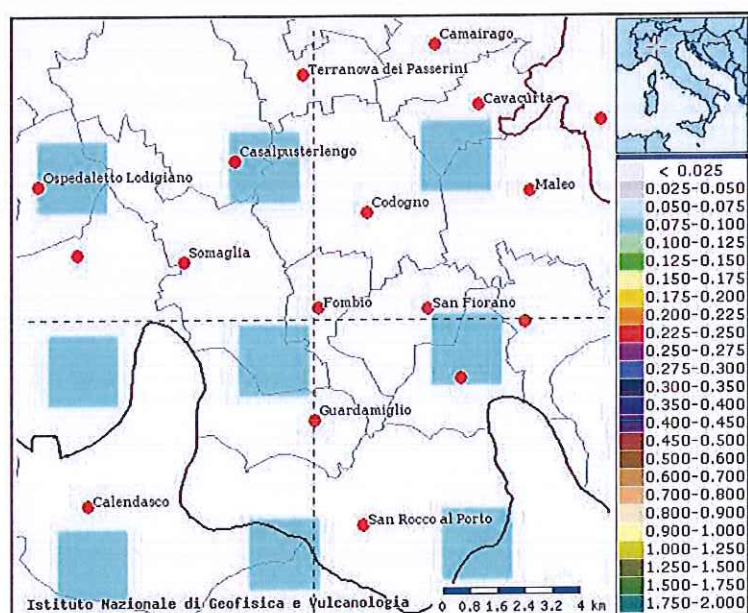 Camairago
Terranova dei Passerini
Cavacurta
Casalpusterlengo
Ospedaletto Lodigiano
Maleo
Codogno
Somaglia
Fombio
San Fiorano
Guardamiglio
Calendasco
San Rocco al Porto
Istituto Nazionale di Geofisica e Vulcanologia
0 0.8 1.6 2.4 3.2 4 km
< 0.025
0.025-0.050
0.050-0.075
0.075-0.100
0.100-0.125
0.125-0.150
0.150-0.175
0.175-0.200
0.200-0.225
0.225-0.250
0.250-0.275
0.275-0.300
0.300-0.350
0.350-0.400
0.400-0.450
0.450-0.500
0.500-0.600
0.600-0.700
0.700-0.800
0.800-0.900
0.900-1.000
1.000-1.250
1.250-1.500
1.500-1.750
1.750-2.000